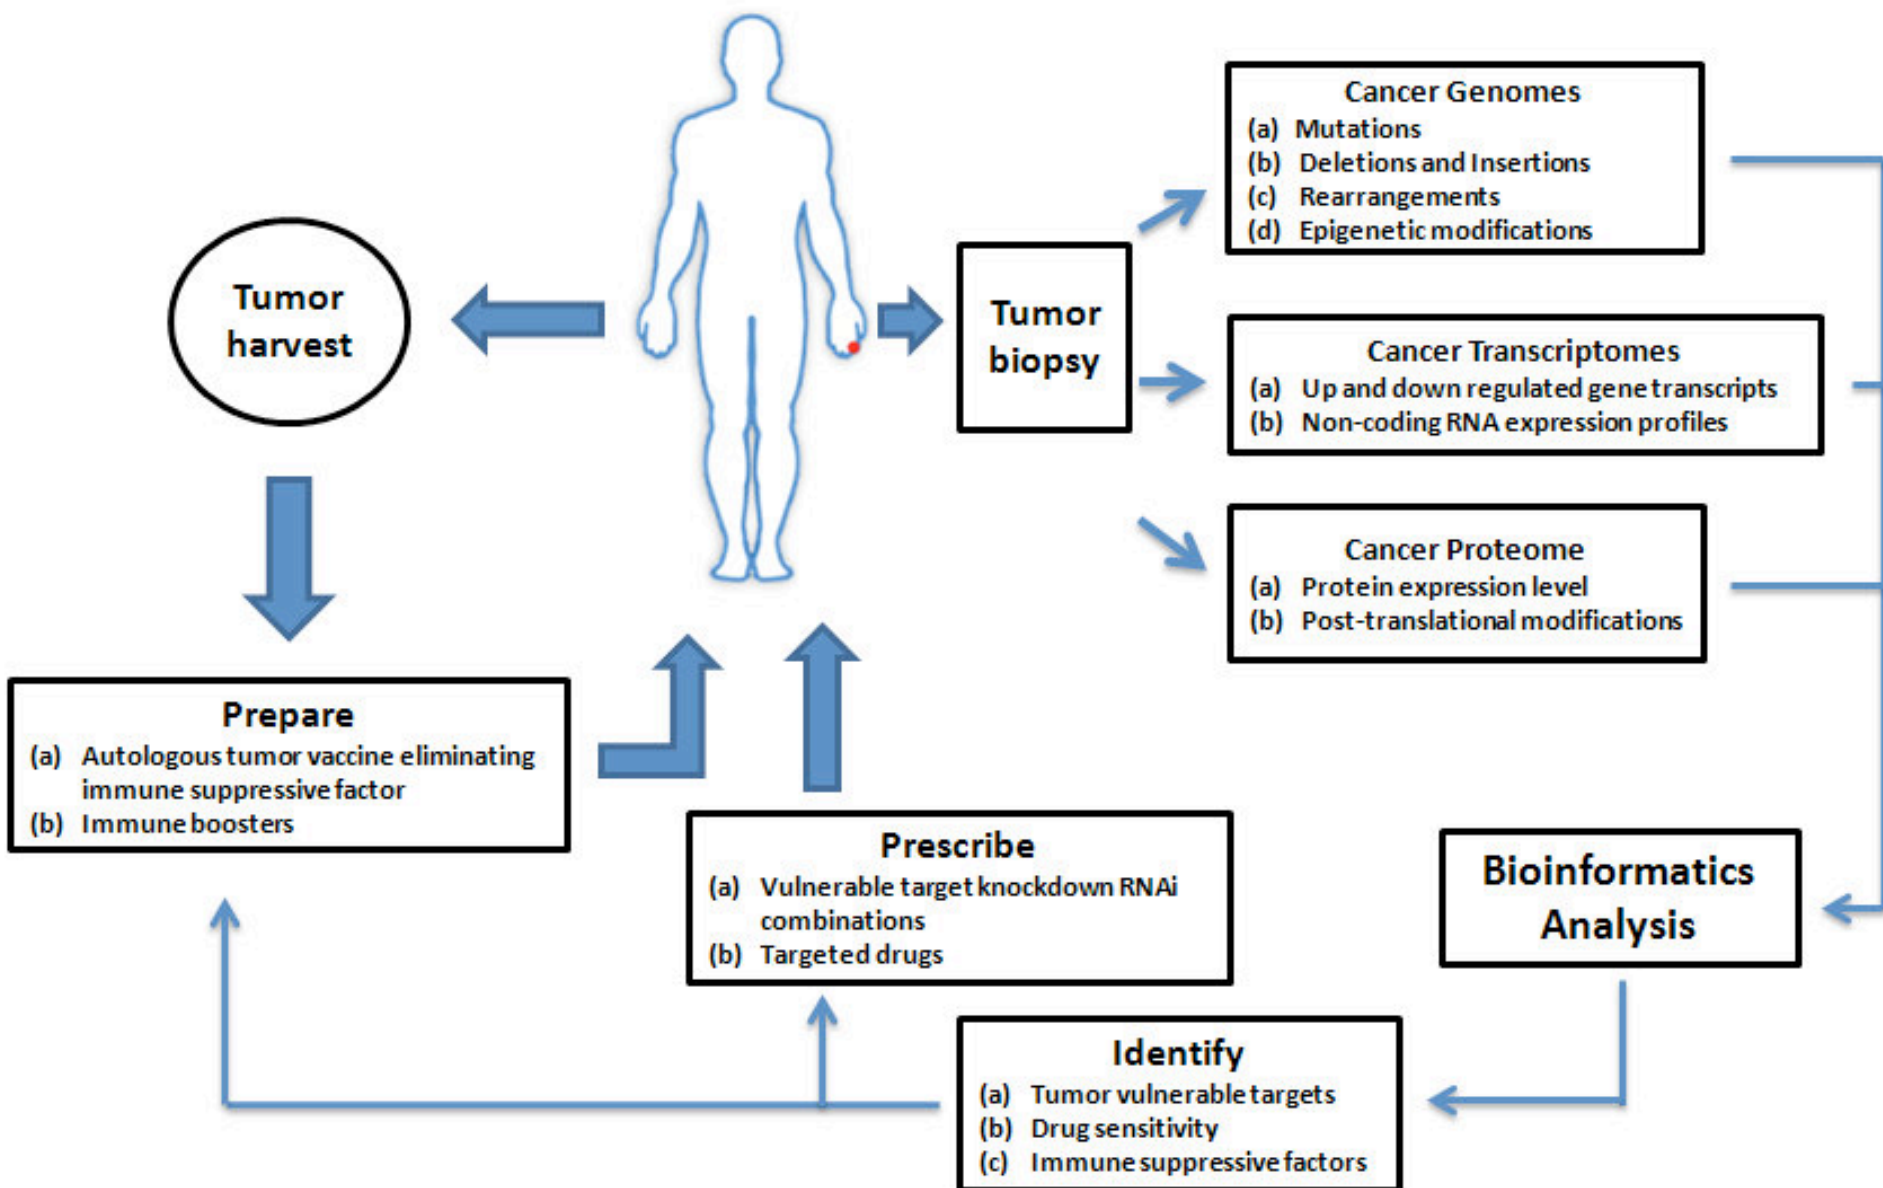 Cancer Genomes
(a) Mutations
(b) Deletions and Insertions
(c) Rearrangements
(d) Epigenetic modifications
Tumor
harvest
Tumor
biopsy
Cancer Transcriptomes
(a) Up and down regulated gene transcripts
(b) Non-coding RNA expression profiles
Cancer Proteome
(a) Protein expression level
(b) Post-translational modifications
Prepare
(a) Autologous tumor vaccine eliminating
immune suppressive factor
(b) Immune boosters
Prescribe
(a) Vulnerable target knockdown RNAi
combinations
(b) Targeted drugs
Bioinformatics
Analysis
Identify
(a) Tumor vulnerable targets
(b) Drug sensitivity
(c) Immune suppressive factors